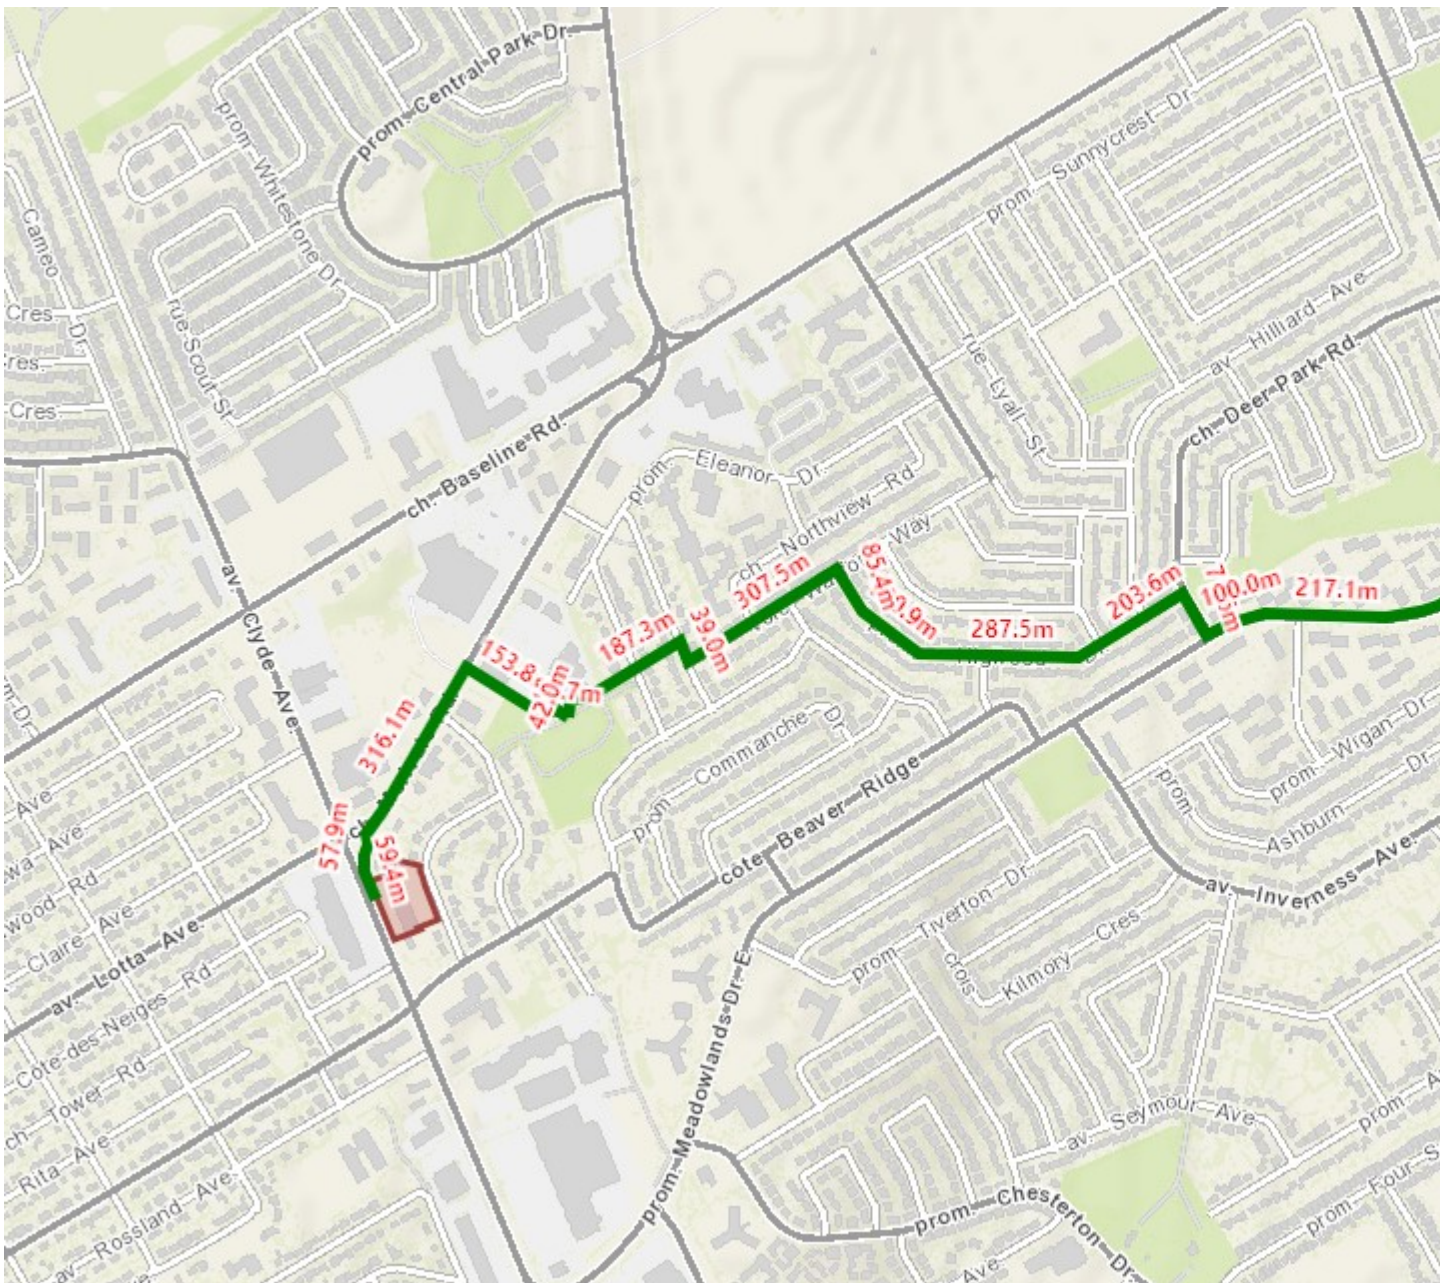 prom. Central Park Dr.
prom. Whitestone Dr.
prom. Sunnycrest Dr.
Cameo
Cres
Dr.
rue Scout St
Cres
ch. Baseline Rd.
rue Lyall St
av. Hilliard Ave
ch. Deer Park Rd.
prom. Eleanor Dr.
ch. Northview Rd
Way
av. Clyde Ave.
307.5m
85.4m
203.6m
100.0m
217.1m
287.5m
187.3m
39.0m
42.0m
316.1m
57.9m
59.4m
prom. Commanche Dr
côte Beaver Ridge
prom. Wigan Dr
prom.
Ashburn Dr
av. Inverness Ave.
Ave
Rd
Claire Ave
av. Lotta Ave.
Côte-des-Neiges Rd
ch. Tower Rd
Rita Ave
av. Rossland Ave.
prom. Tiverton Dr
crois
Kilmory Cres
prom. Meadowlands Dr. E.
av. Seymour Ave
prom. Chesterton Dr.
prom. Four S
Ave